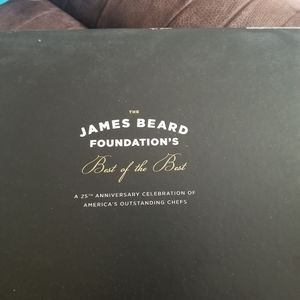 THE
JAMES BEARD
FOUNDATION'S
Best of the Best
A 25TH ANNIVERSARY CELEBRATION OF
AMERICA'S OUTSTANDING CHEFS